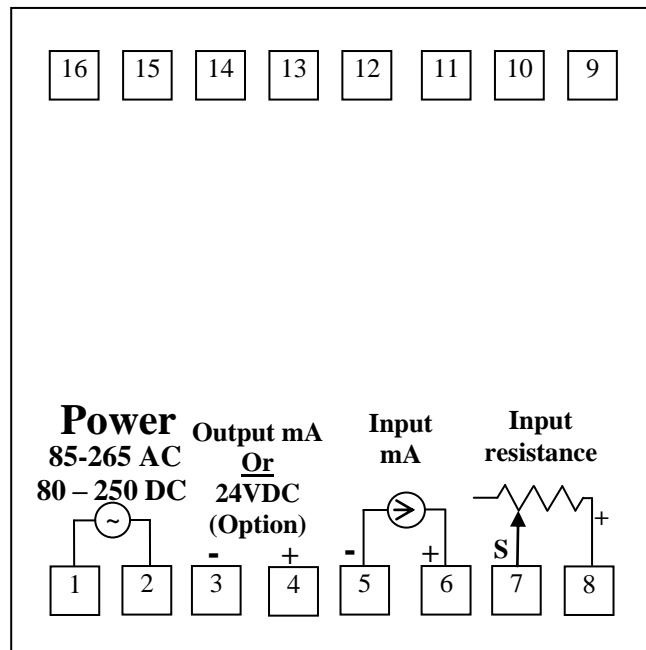 16 15 14 13 12 11 10 9
Power
85-265 AC
80 – 250 DC
~
Output mA
Or
24VDC
(Option)
- +
Input
mA
- +
Input
resistance
S +
1 2 3 4 5 6 7 8